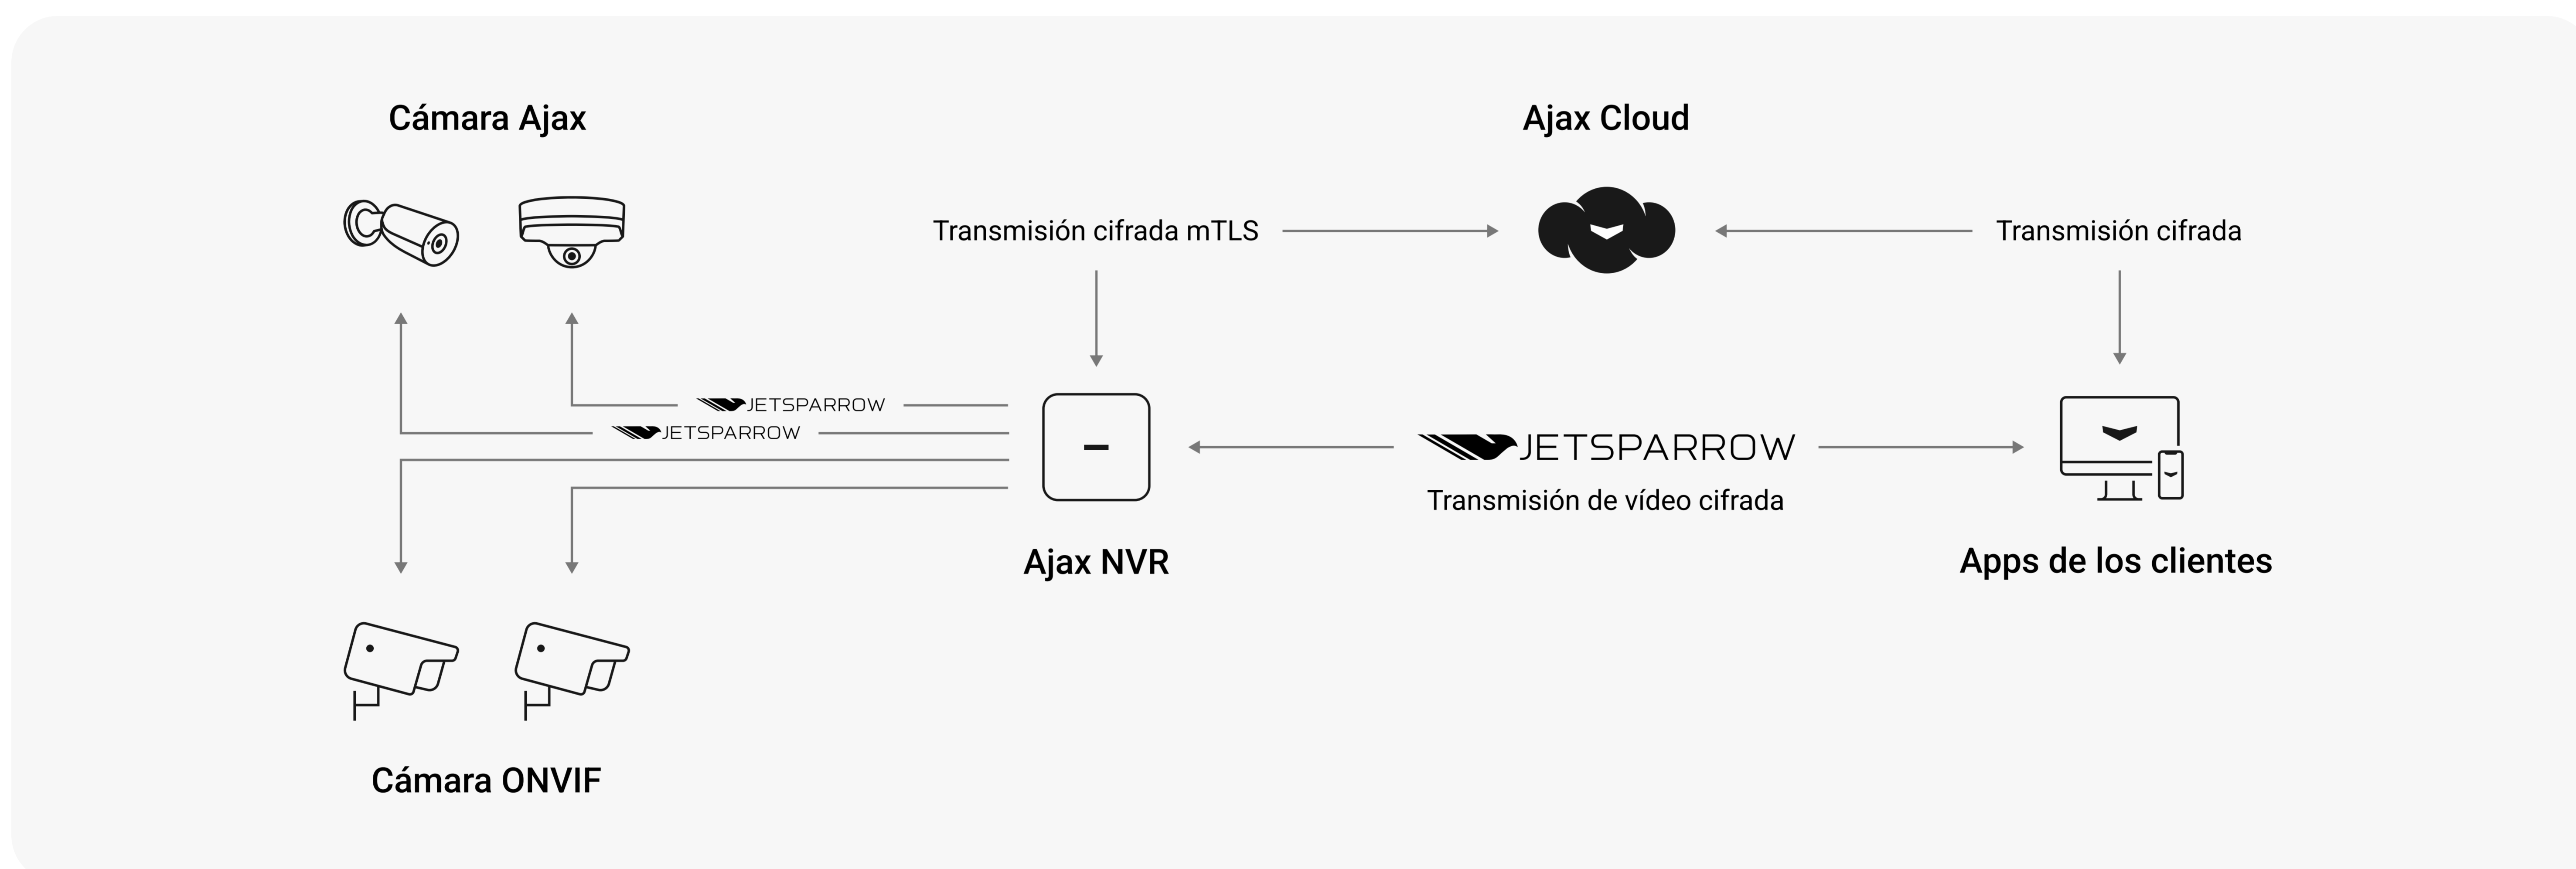 Cámara Ajax
Ajax Cloud
Transmisión cifrada mTLS
Transmisión cifrada
JETSPARROW
JETSPARROW
JETSPARROW
Transmisión de vídeo cifrada
Ajax NVR
Apps de los clientes
Cámara ONVIF